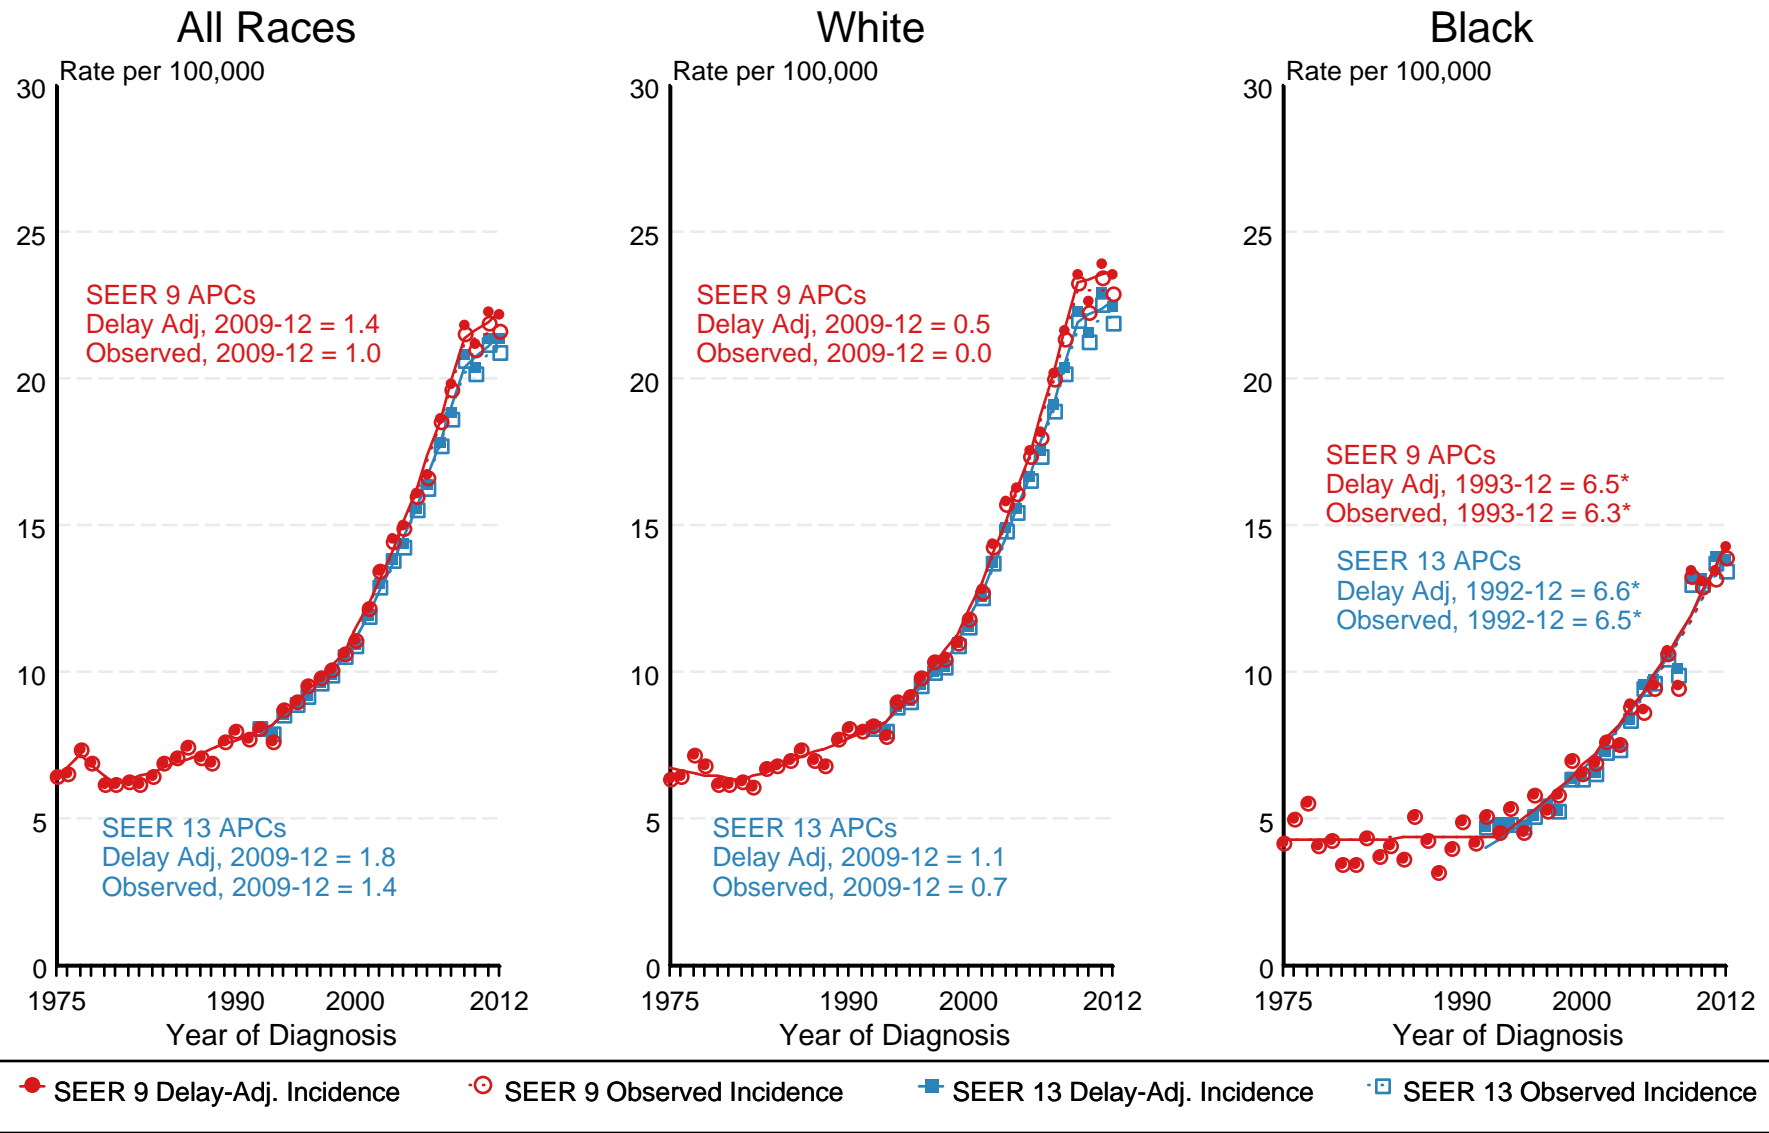 All Races
Rate per 100,000
30
25
20
15
10
5
0
SEER 9 APCs
Delay Adj, 2009-12 = 1.4
Observed, 2009-12 = 1.0
SEER 13 APCs
Delay Adj, 2009-12 = 1.8
Observed, 2009-12 = 1.4
1975 1990 2000 2012
Year of Diagnosis
White
Rate per 100,000
30
25
20
15
10
5
0
SEER 9 APCs
Delay Adj, 2009-12 = 0.5
Observed, 2009-12 = 0.0
SEER 13 APCs
Delay Adj, 2009-12 = 1.1
Observed, 2009-12 = 0.7
1975 1990 2000 2012
Year of Diagnosis
Black
Rate per 100,000
30
25
20
15
10
5
0
SEER 9 APCs
Delay Adj, 1993-12 = 6.5*
Observed, 1993-12 = 6.3*
SEER 13 APCs
Delay Adj, 1992-12 = 6.6*
Observed, 1992-12 = 6.5*
1975 1990 2000 2012
Year of Diagnosis
SEER 9 Delay-Adj. Incidence
SEER 9 Observed Incidence
SEER 13 Delay-Adj. Incidence
SEER 13 Observed Incidence